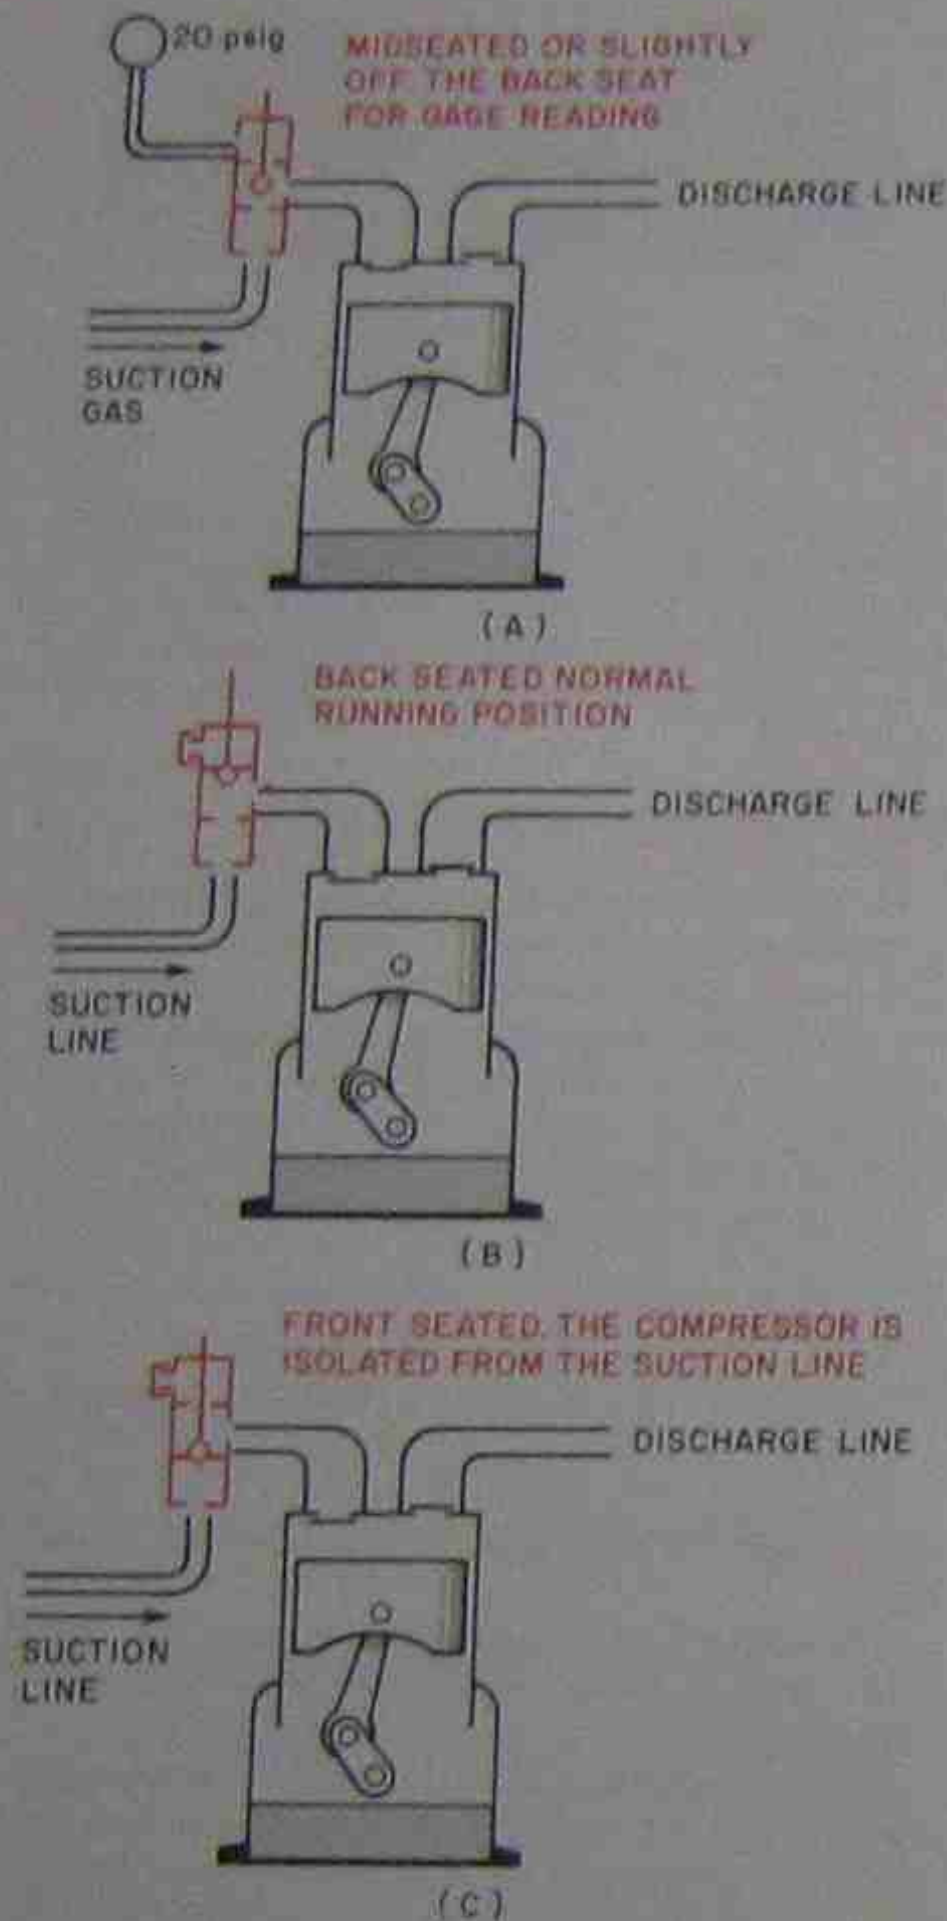 20 psig
MIDSEATED OR SLIGHTLY
OFF THE BACK SEAT
FOR GAGE READING
DISCHARGE LINE
SUCTION
GAS
(A)
BACK SEATED NORMAL
RUNNING POSITION
DISCHARGE LINE
SUCTION
LINE
(B)
FRONT SEATED. THE COMPRESSOR IS
ISOLATED FROM THE SUCTION LINE
DISCHARGE LINE
SUCTION
LINE
(C)